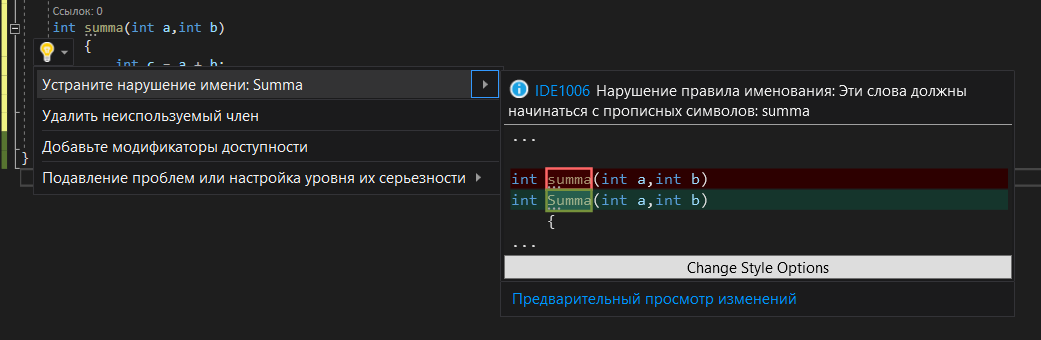 Ссылок: 0
int summa(int a,int b)
{
int c = a + b;
Устраните нарушение имени: Summa
Удалить неиспользуемый член
Добавьте модификаторы доступности
Подавление проблем или настройка уровня их серьезности
}
IDE1006 Нарушение правила именования: Эти слова должны
начинаться с прописных символов: summa
...
int summa(int a,int b)
int Summa(int a,int b)
{
...
Change Style Options
Предварительный просмотр изменений